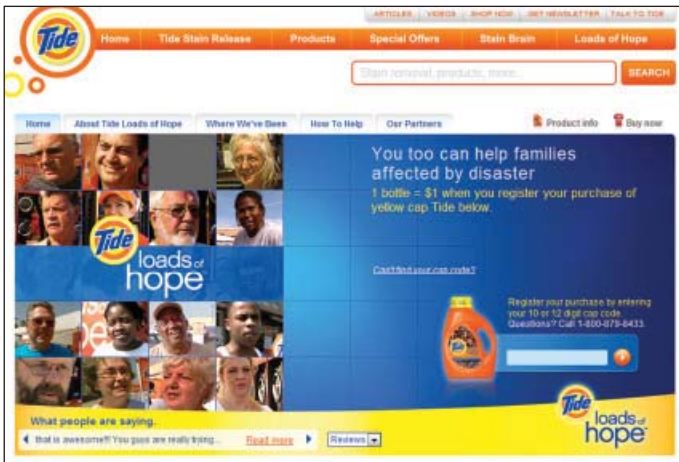 ARTICLES VIDEOS SHOP NOW GET NEWSLETTER TALK TO TIDE
Tide
Home Tide Stain Release Products Special Offers Stain Brain Loads of Hope
Stain removal, products, more...
SEARCH
Home About Tide Loads of Hope Where We've Been How To Help Our Partners
Product info Buy now
You too can help families
affected by disaster
1 bottle = $1 when you register your purchase of
yellow cap Tide below.
Tide
loads of
hope
Can't find your cap code?
Register your purchase by entering
your 10 or 12 digit cap code.
Questions? Call 1-800-879-8433.
Tide
loads of
hope
What people are saying.
that is awesome!!! You guys are really trying... Read more Reviews